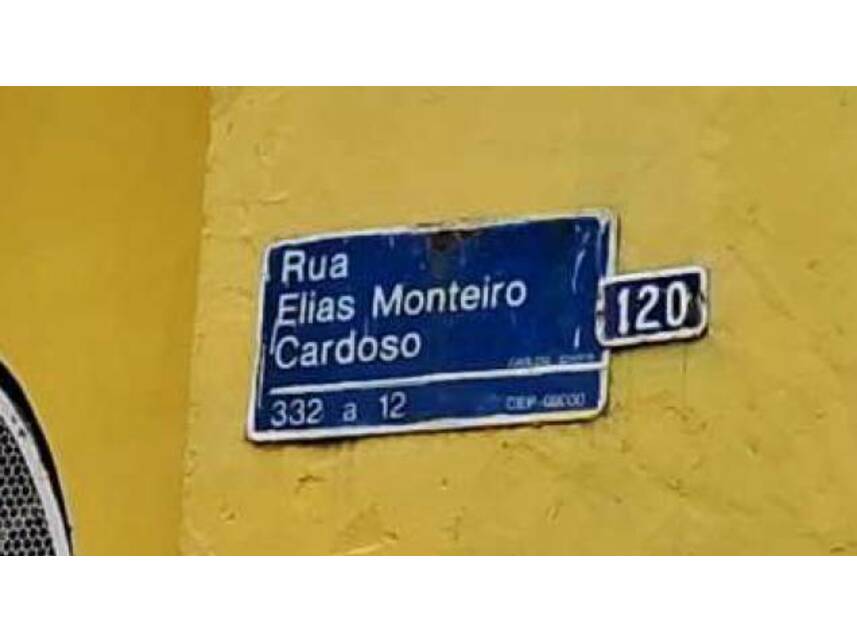 Rua
Elias Monteiro
Cardoso
332 a 12
120